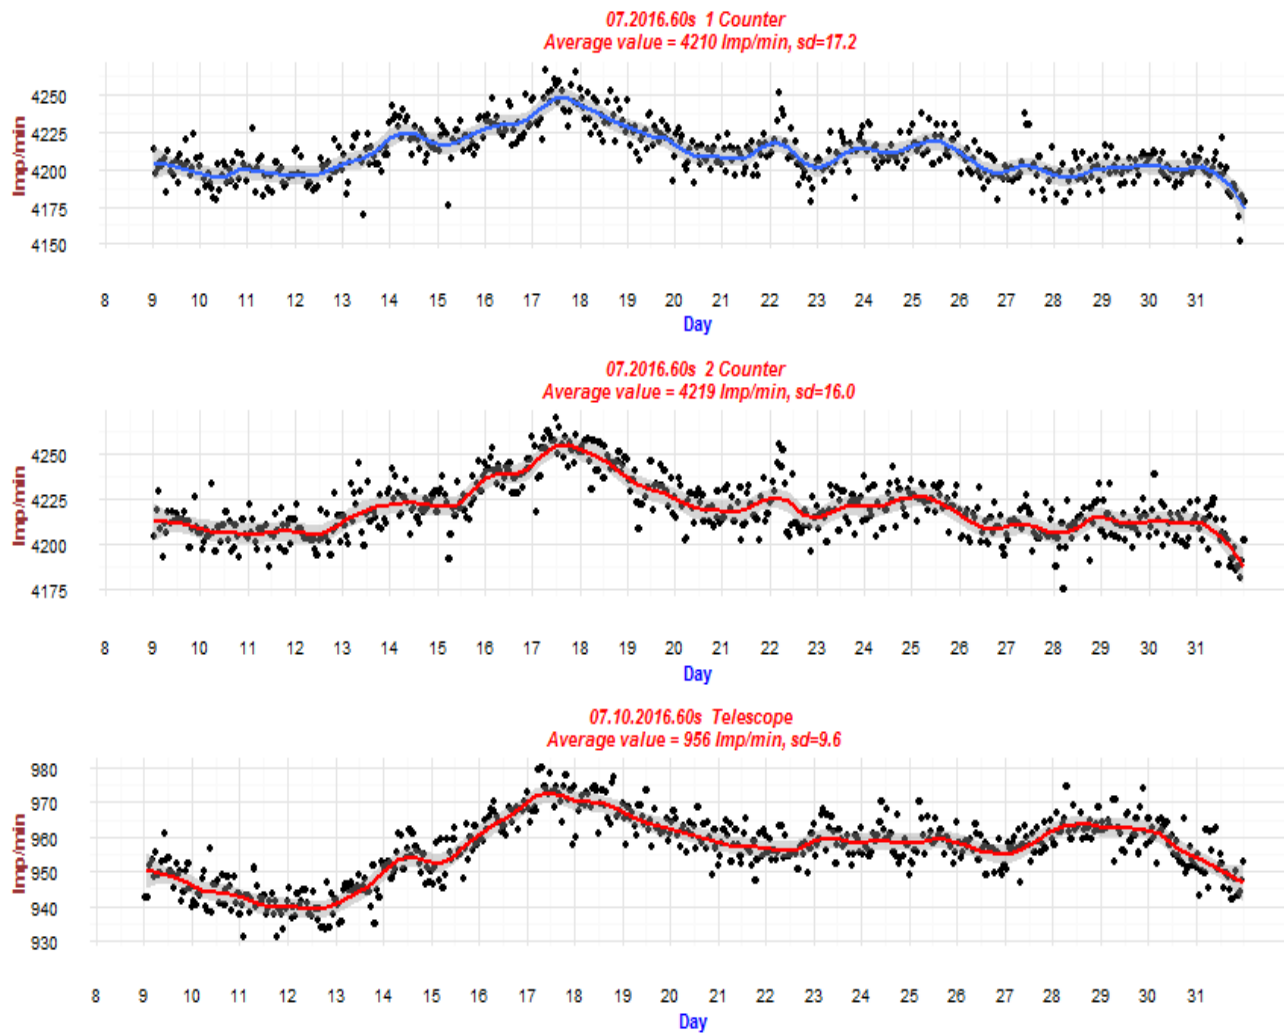 07.2016.60s 1 Counter
Average value = 4210 Imp/min, sd=17.2
Imp/min
4250
4225
4200
4175
4150
8 9 10 11 12 13 14 15 16 17 18 19 20 21 22 23 24 25 26 27 28 29 30 31
Day
07.2016.60s 2 Counter
Average value = 4219 Imp/min, sd=16.0
Imp/min
4250
4225
4200
4175
8 9 10 11 12 13 14 15 16 17 18 19 20 21 22 23 24 25 26 27 28 29 30 31
Day
07.10.2016.60s Telescope
Average value = 956 Imp/min, sd=9.6
Imp/min
980
970
960
950
940
930
8 9 10 11 12 13 14 15 16 17 18 19 20 21 22 23 24 25 26 27 28 29 30 31
Day